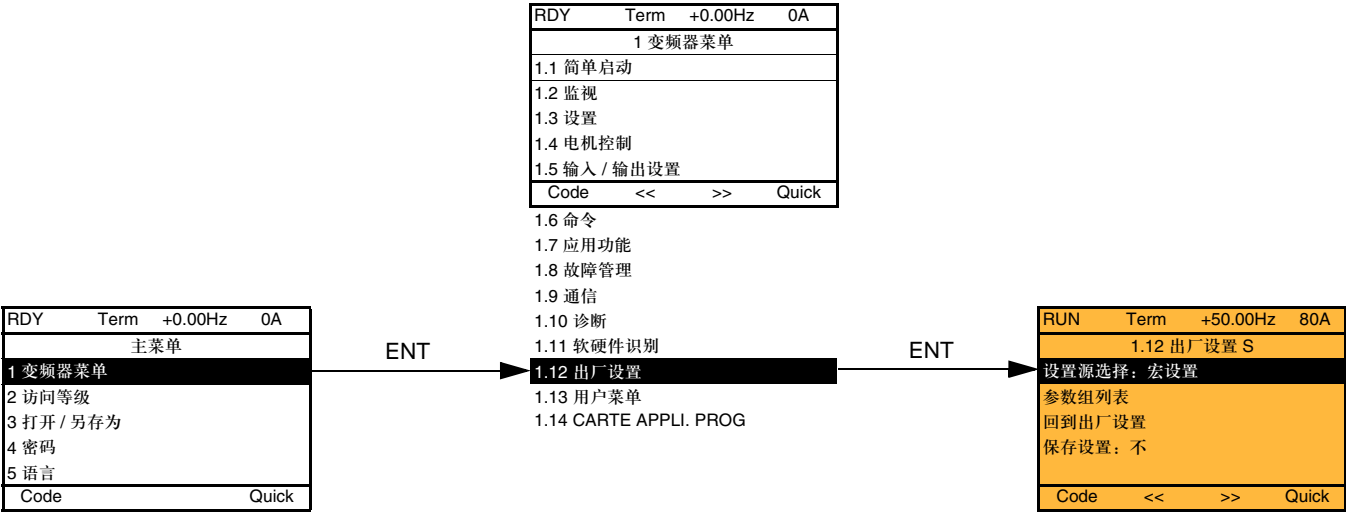 RDY Term +0.00Hz 0A
1 变频器菜单
1.1 简单启动
1.2 监视
1.3 设置
1.4 电机控制
1.5 输入 / 输出设置
Code << >> Quick
1.6 命令
1.7 应用功能
1.8 故障管理
1.9 通信
1.10 诊断
1.11 软硬件识别
1.12 出厂设置
1.13 用户菜单
1.14 CARTE APPLI. PROG
RDY Term +0.00Hz 0A
主菜单
1 变频器菜单
2 访问等级
3 打开 / 另存为
4 密码
5 语言
Code Quick
ENT
ENT
RUN Term +50.00Hz 80A
1.12 出厂设置 S
设置源选择：宏设置
参数组列表
回到出厂设置
保存设置：不
Code << >> Quick